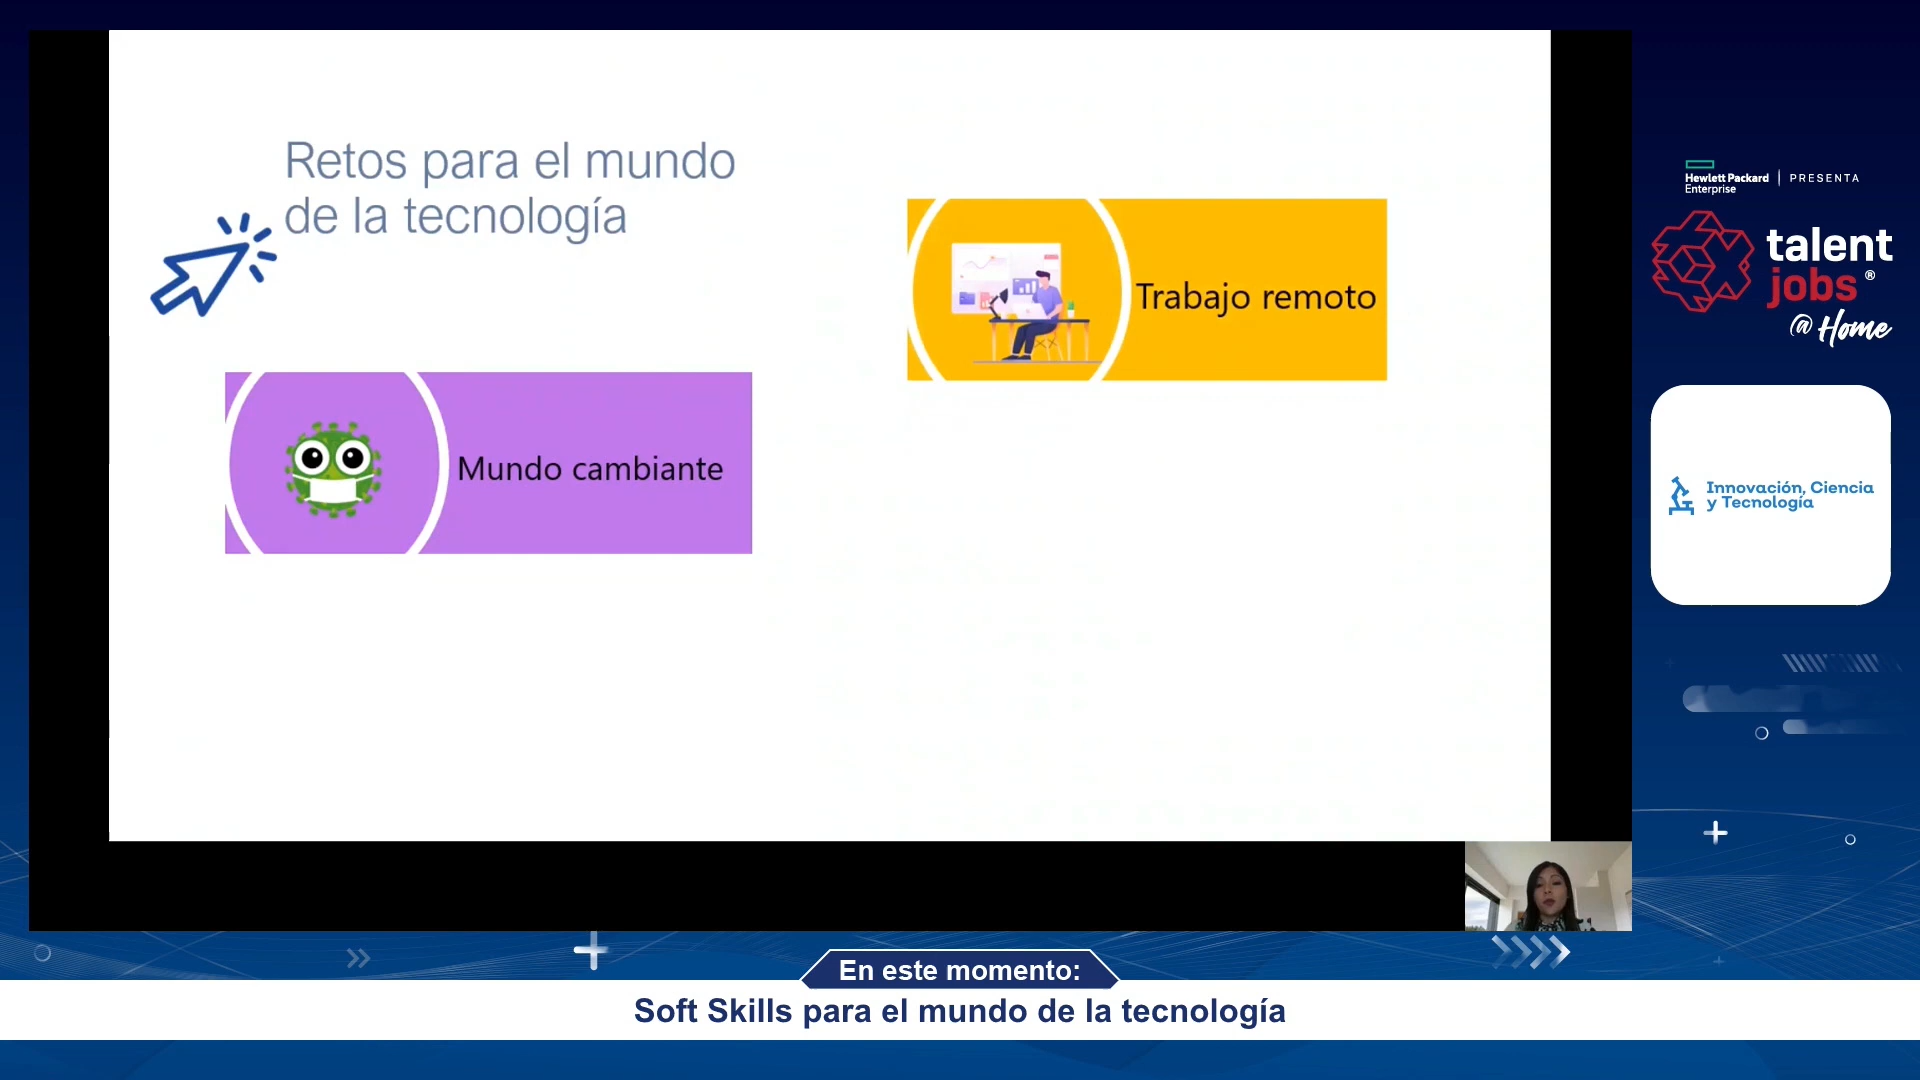 Retos para el mundo
de la tecnología
Trabajo remoto
Mundo cambiante
Hewlett Packard
Enterprise
PRESENTA
talent
jobs®
@Home
Innovación, Ciencia
y Tecnología
En este momento:
Soft Skills para el mundo de la tecnología